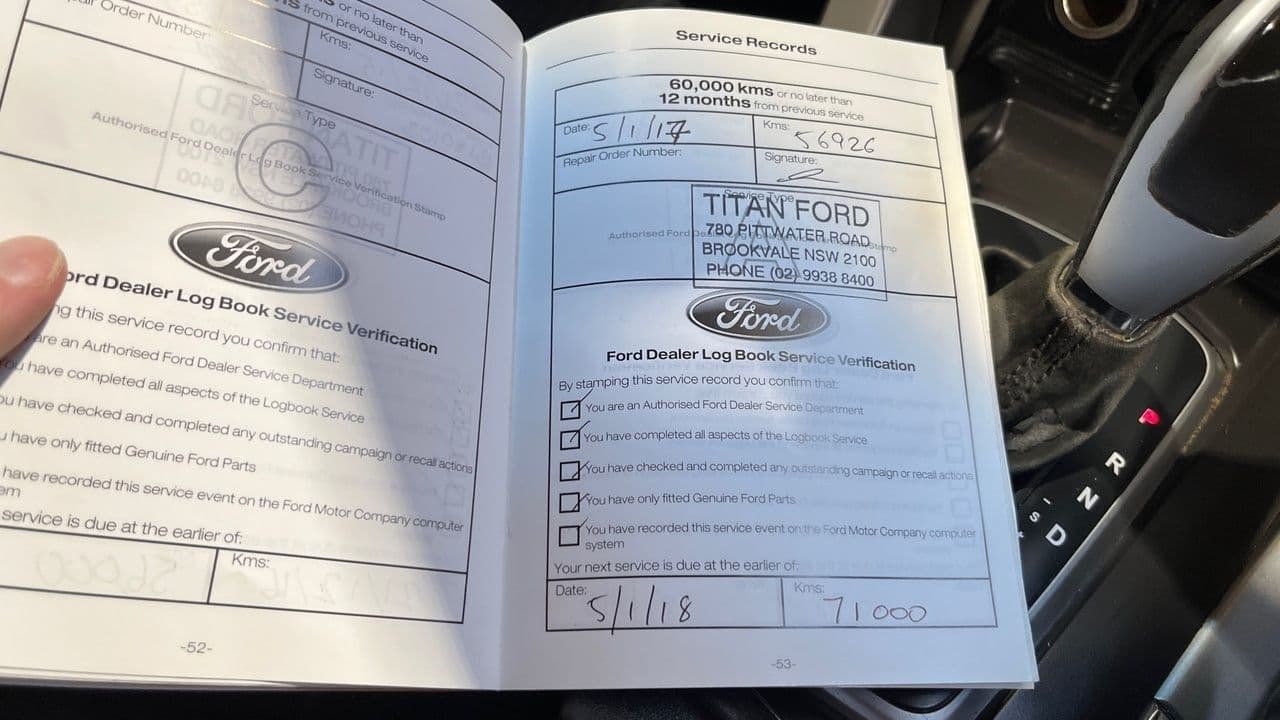 or no later than
from previous service
Order Number:
Kms:
Signature:
Service Type
Authorised Ford Dealer Log Book Service Verification Stamp
C
Ford
ord Dealer Log Book Service Verification
ng this service record you confirm that:
are an Authorised Ford Dealer Service Department
ou have completed all aspects of the Logbook Service
ou have checked and completed any outstanding campaign or recall actions
u have only fitted Genuine Ford Parts
have recorded this service event on the Ford Motor Company computer
em
service is due at the earlier of:
Kms:
-52-
Service Records
60,000 kms or no later than
12 months from previous service
Date: 5/1/17
Kms: 56926
Repair Order Number:
Signature:
Service Type
TITAN FORD
780 PITTWATER ROAD
Authorised Ford
BROOKVALE NSW 2100
PHONE (02) 9938 8400
Ford
Ford Dealer Log Book Service Verification
By stamping this service record you confirm that:
You are an Authorised Ford Dealer Service Department
You have completed all aspects of the Logbook Service
You have checked and completed any outstanding campaign or recall actions
You have only fitted Genuine Ford Parts
You have recorded this service event on the Ford Motor Company computer
system
Your next service is due at the earlier of:
Date: 5/1/18
Kms: 71000
-53-
P
R
N
D
S